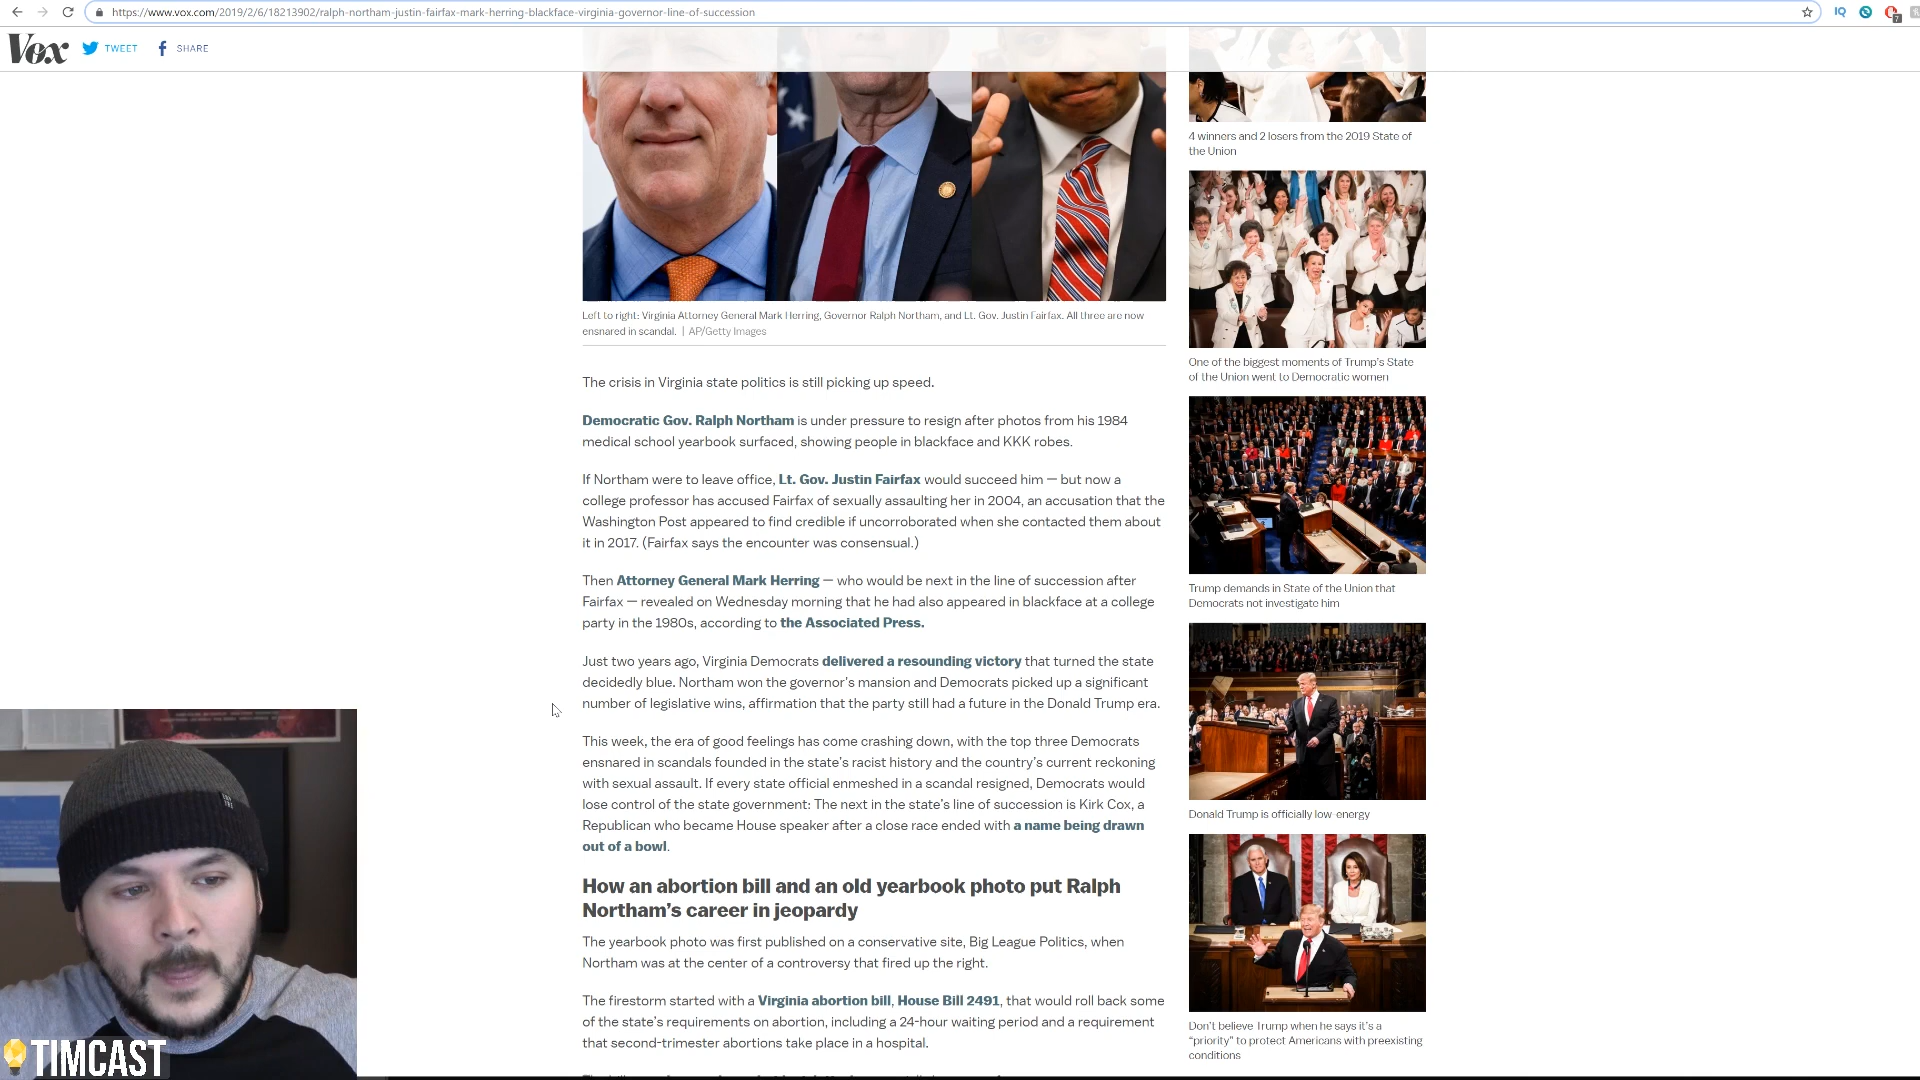 https://www.vox.com/2019/2/6/18213902/ralph-northam-justin-fairfax-mark-herring-blackface-virginia-governor-line-of-succession
IQ
7
Vox
TWEET
SHARE
Left to right: Virginia Attorney General Mark Herring, Governor Ralph Northam, and Lt. Gov. Justin Fairfax. All three are now
ensnared in scandal. | AP/Getty Images
The crisis in Virginia state politics is still picking up speed.
Democratic Gov. Ralph Northam is under pressure to resign after photos from his 1984
medical school yearbook surfaced, showing people in blackface and KKK robes.
If Northam were to leave office, Lt. Gov. Justin Fairfax would succeed him — but now a
college professor has accused Fairfax of sexually assaulting her in 2004, an accusation that the
Washington Post appeared to find credible if uncorroborated when she contacted them about
it in 2017. (Fairfax says the encounter was consensual.)
Then Attorney General Mark Herring — who would be next in the line of succession after
Fairfax — revealed on Wednesday morning that he had also appeared in blackface at a college
party in the 1980s, according to the Associated Press.
Just two years ago, Virginia Democrats delivered a resounding victory that turned the state
decidedly blue. Northam won the governor's mansion and Democrats picked up a significant
number of legislative wins, affirmation that the party still had a future in the Donald Trump era.
This week, the era of good feelings has come crashing down, with the top three Democrats
ensnared in scandals founded in the state's racist history and the country's current reckoning
with sexual assault. If every state official enmeshed in a scandal resigned, Democrats would
lose control of the state government: The next in the state's line of succession is Kirk Cox, a
Republican who became House speaker after a close race ended with a name being drawn
out of a bowl.
How an abortion bill and an old yearbook photo put Ralph
Northam's career in jeopardy
The yearbook photo was first published on a conservative site, Big League Politics, when
Northam was at the center of a controversy that fired up the right.
The firestorm started with a Virginia abortion bill, House Bill 2491, that would roll back some
of the state's requirements on abortion, including a 24-hour waiting period and a requirement
that second-trimester abortions take place in a hospital.
4 winners and 2 losers from the 2019 State of
the Union
One of the biggest moments of Trump's State
of the Union went to Democratic women
Trump demands in State of the Union that
Democrats not investigate him
Donald Trump is officially low-energy
Don't believe Trump when he says it's a
"priority" to protect Americans with preexisting
conditions
TIMCAST